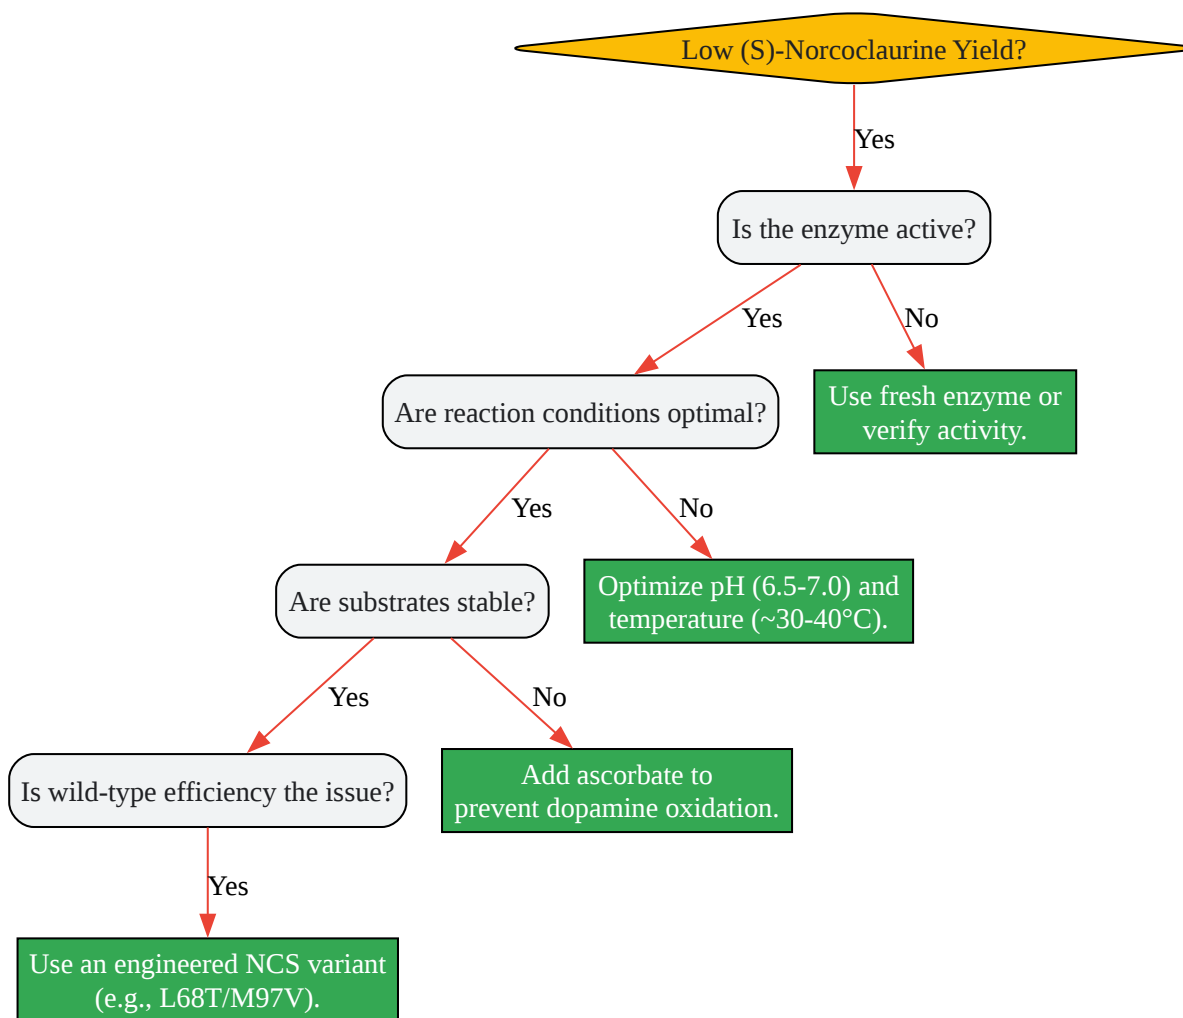 Low (S)-Norcoclaurine Yield?
Yes
Is the enzyme active?
Yes
No
Are reaction conditions optimal?
Use fresh enzyme or
verify activity.
Yes
No
Are substrates stable?
Optimize pH (6.5-7.0) and
temperature (~30-40°C).
Yes
No
Is wild-type efficiency the issue?
Add ascorbate to
prevent dopamine oxidation.
Yes
Use an engineered NCS variant
(e.g., L68T/M97V).